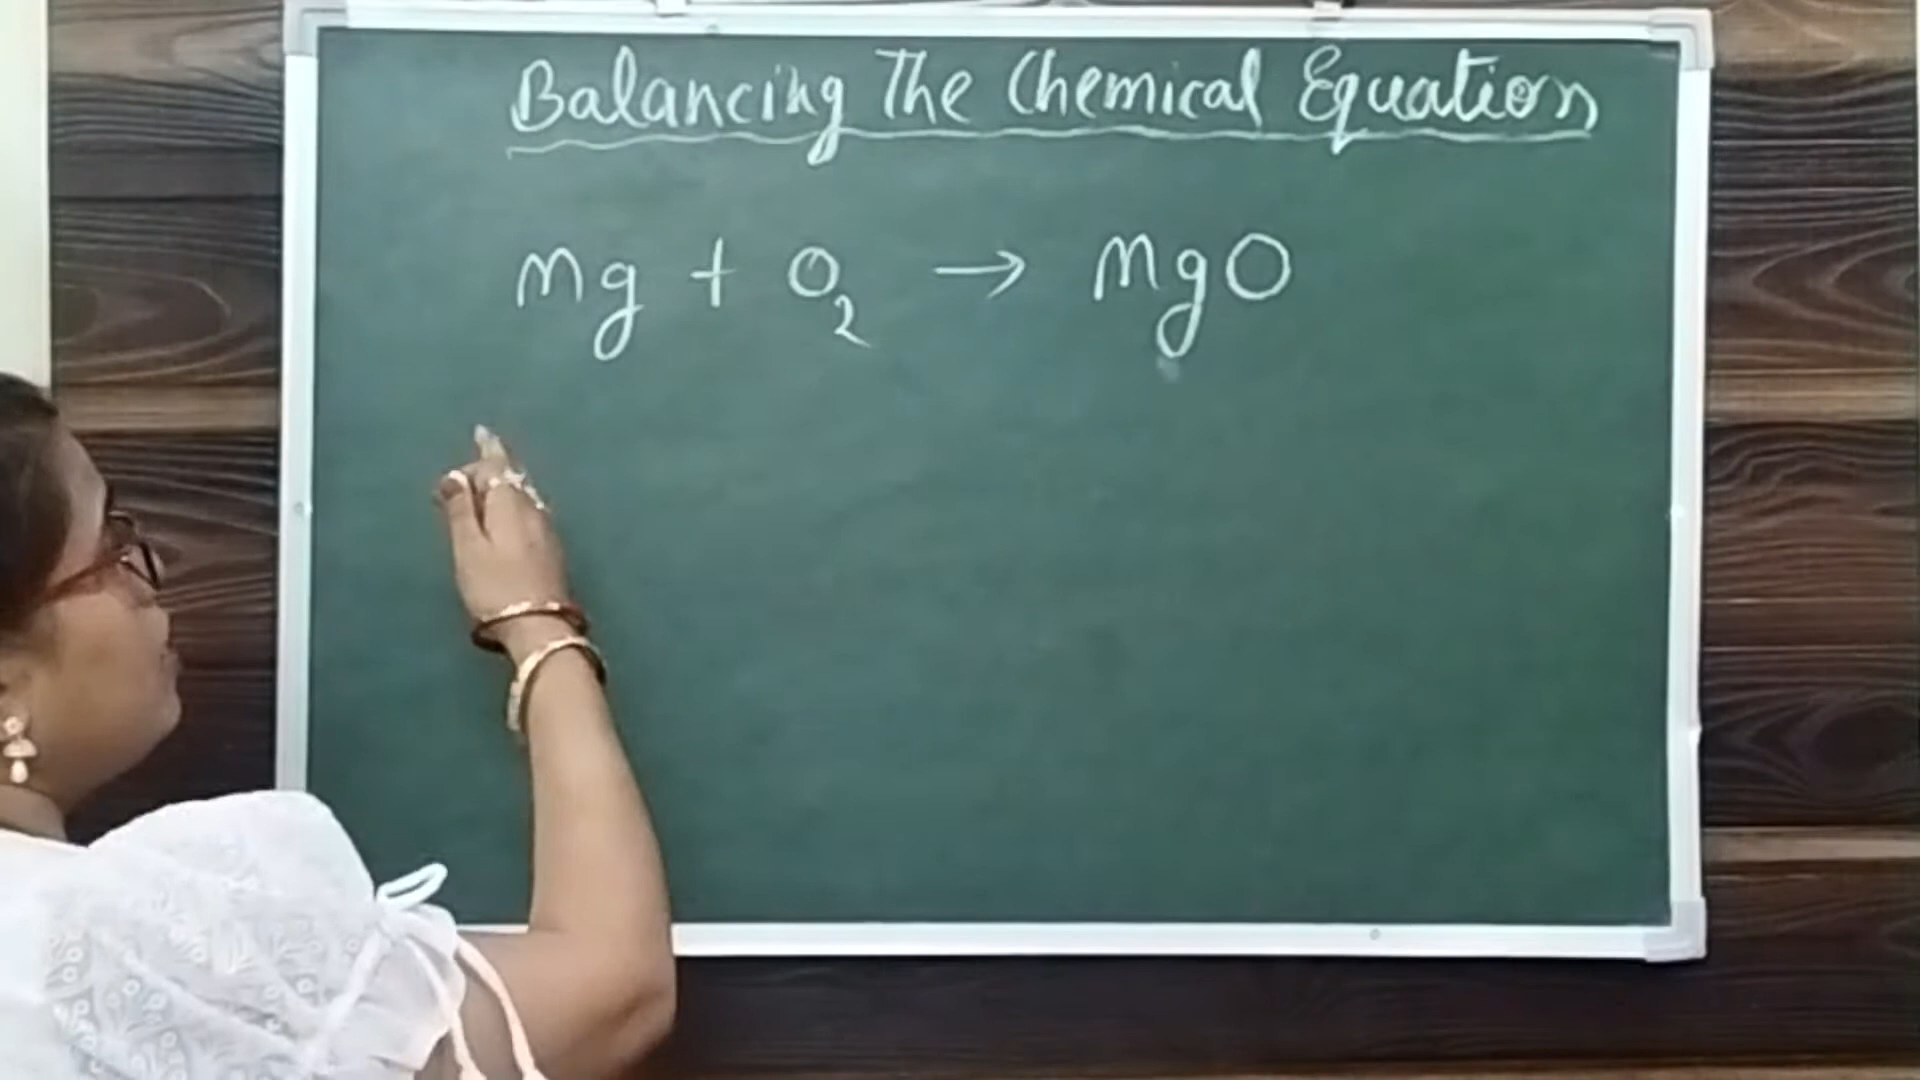 Balancing The Chemical Equation
Mg + O₂ → MgO